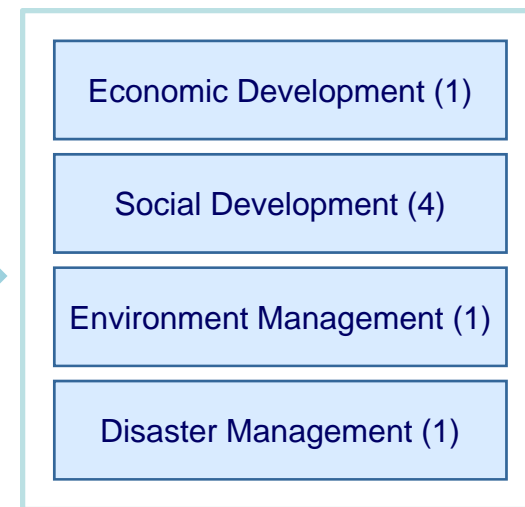 Economic Development (1)
Social Development (4)
Environment Management (1)
Disaster Management (1)